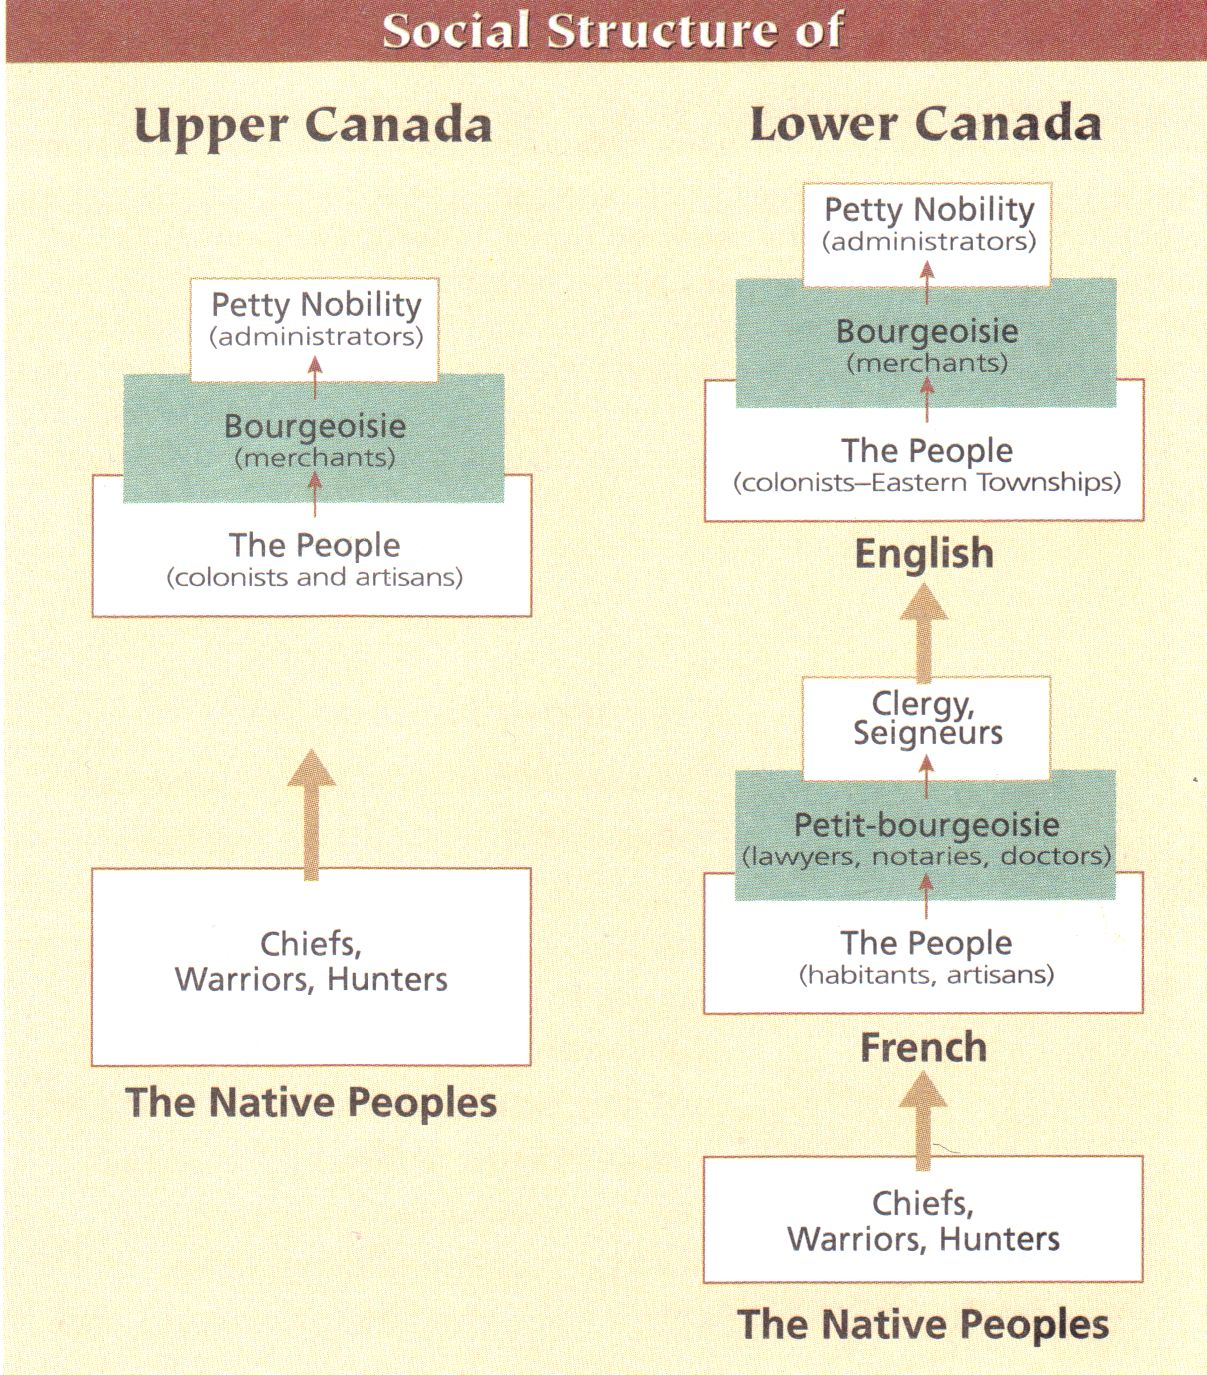 Social Structure of
Upper Canada
Petty Nobility
(administrators)
Bourgeoisie
(merchants)
The People
(colonists and artisans)
Chiefs,
Warriors, Hunters
The Native Peoples
Lower Canada
Petty Nobility
(administrators)
Bourgeoisie
(merchants)
The People
(colonists–Eastern Townships)
English
Clergy,
Seigneurs
Petit-bourgeoisie
(lawyers, notaries, doctors)
The People
(habitants, artisans)
French
Chiefs,
Warriors, Hunters
The Native Peoples